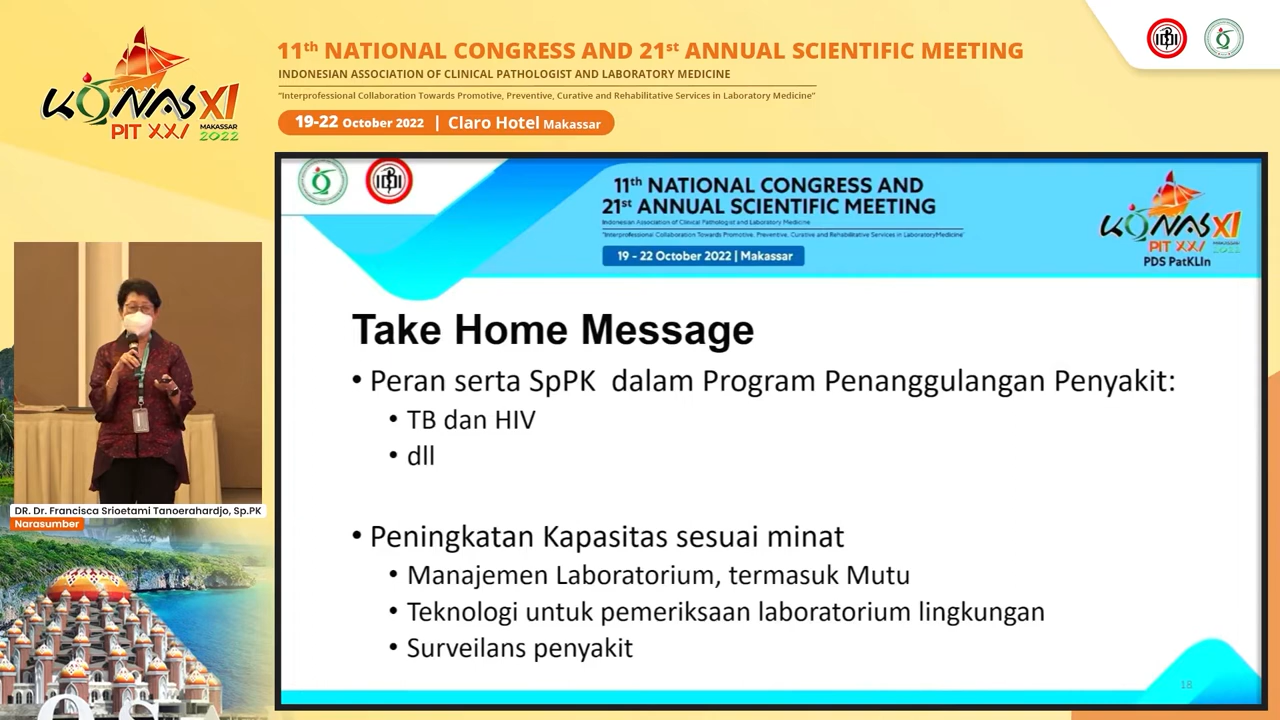 11th NATIONAL CONGRESS AND 21st ANNUAL SCIENTIFIC MEETING
INDONESIAN ASSOCIATION OF CLINICAL PATHOLOGIST AND LABORATORY MEDICINE
"Interprofessional Collaboration Towards Promotive, Preventive, Curative and Rehabilitative Services in Laboratory Medicine"
19-22 October 2022 | Claro Hotel Makassar
KONAS XI
PIT XXI MAKASSAR
2022
11th NATIONAL CONGRESS AND
21st ANNUAL SCIENTIFIC MEETING
Indonesian Association of Clinical Pathologist and Laboratory Medicine
"Interprofessional Collaboration Towards Promotive, Preventive, Curative and Rehabilitative Services in LaboratoryMedicine"
19 - 22 October 2022 | Makassar
KONAS XI
PIT XXI
PDS PatKLIn
Take Home Message
• Peran serta SpPK dalam Program Penanggulangan Penyakit:
• TB dan HIV
• dll
• Peningkatan Kapasitas sesuai minat
• Manajemen Laboratorium, termasuk Mutu
• Teknologi untuk pemeriksaan laboratorium lingkungan
• Surveilans penyakit
18
DR. Dr. Francisca Srioetami Tanoerahardjo, Sp.PK
Narasumber